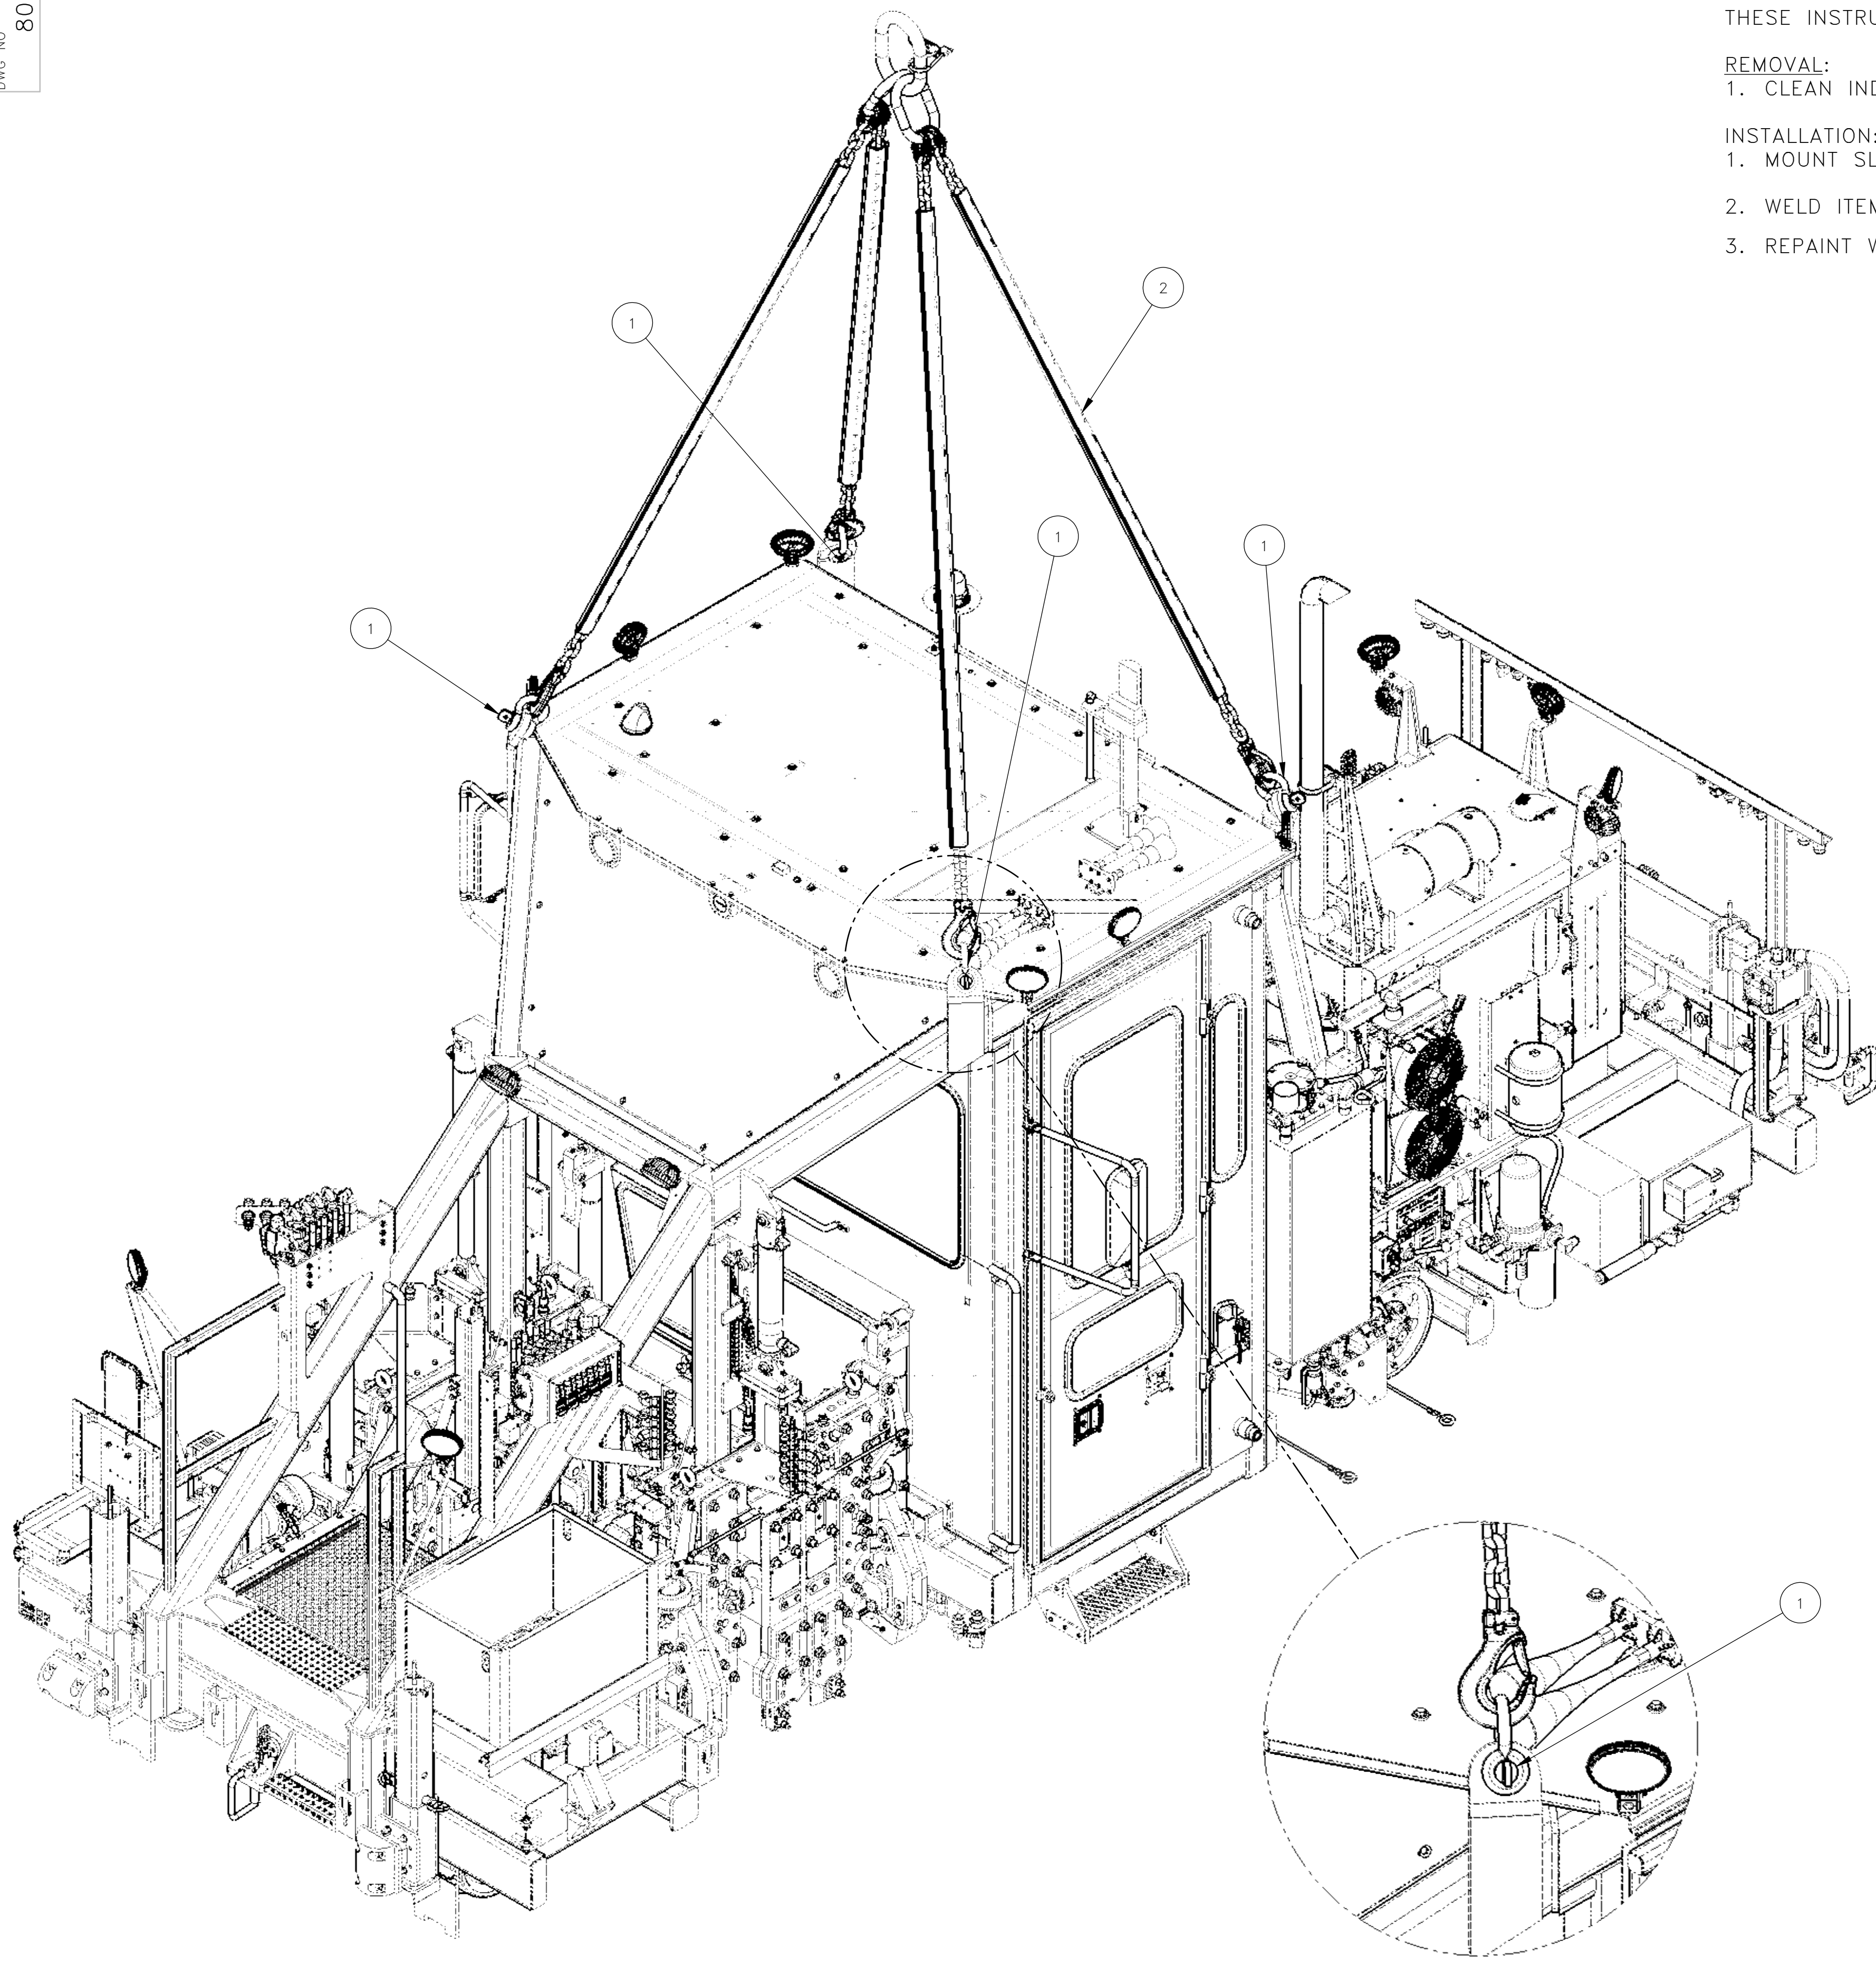 DWG NO
80
THESE INSTRU
REMOVAL:
1. CLEAN IND
INSTALLATION:
1. MOUNT SL
2. WELD ITEM
3. REPAINT W
2
1
1
1
1
1